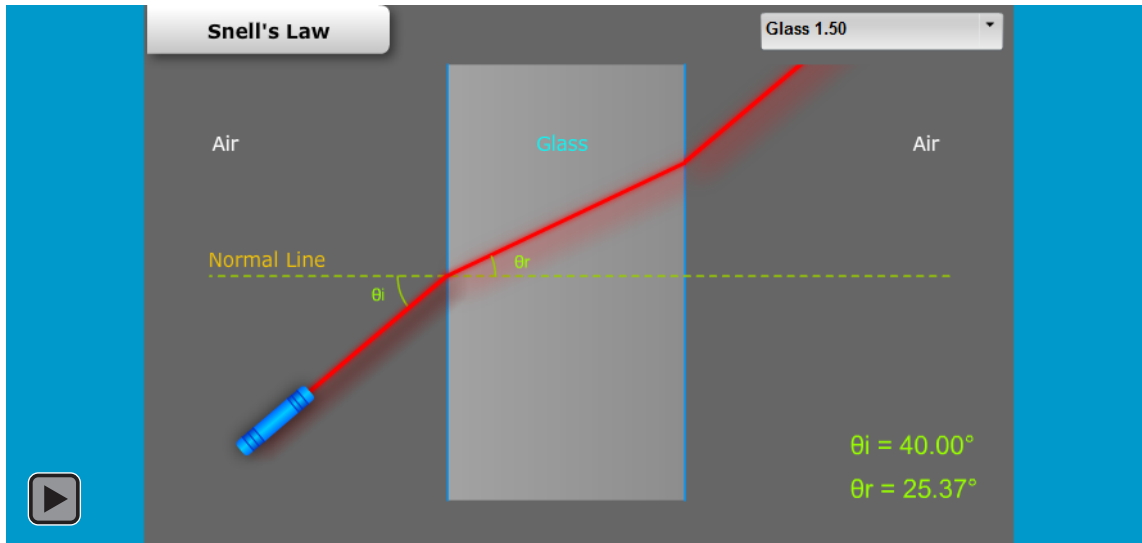 Snell's Law
Glass 1.50
Air
Glass
Air
Normal Line
θr
θi
θi = 40.00°
θr = 25.37°